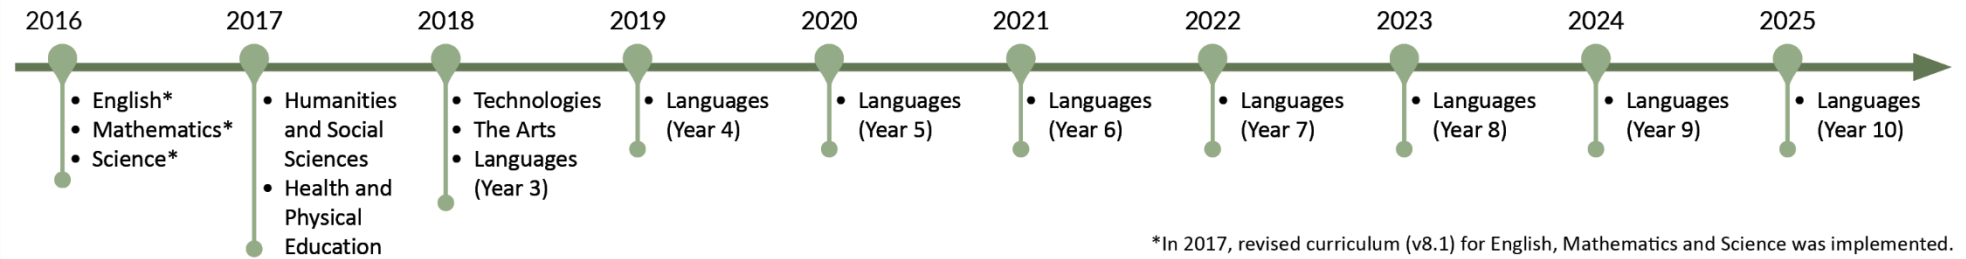 2016 2017 2018 2019 2020 2021 2022 2023 2024 2025
• English*
• Mathematics*
• Science*
• Humanities
and Social
Sciences
• Health and
Physical
Education
• Technologies
• The Arts
• Languages
(Year 3)
• Languages
(Year 4)
• Languages
(Year 5)
• Languages
(Year 6)
• Languages
(Year 7)
• Languages
(Year 8)
• Languages
(Year 9)
• Languages
(Year 10)
*In 2017, revised curriculum (v8.1) for English, Mathematics and Science was implemented.